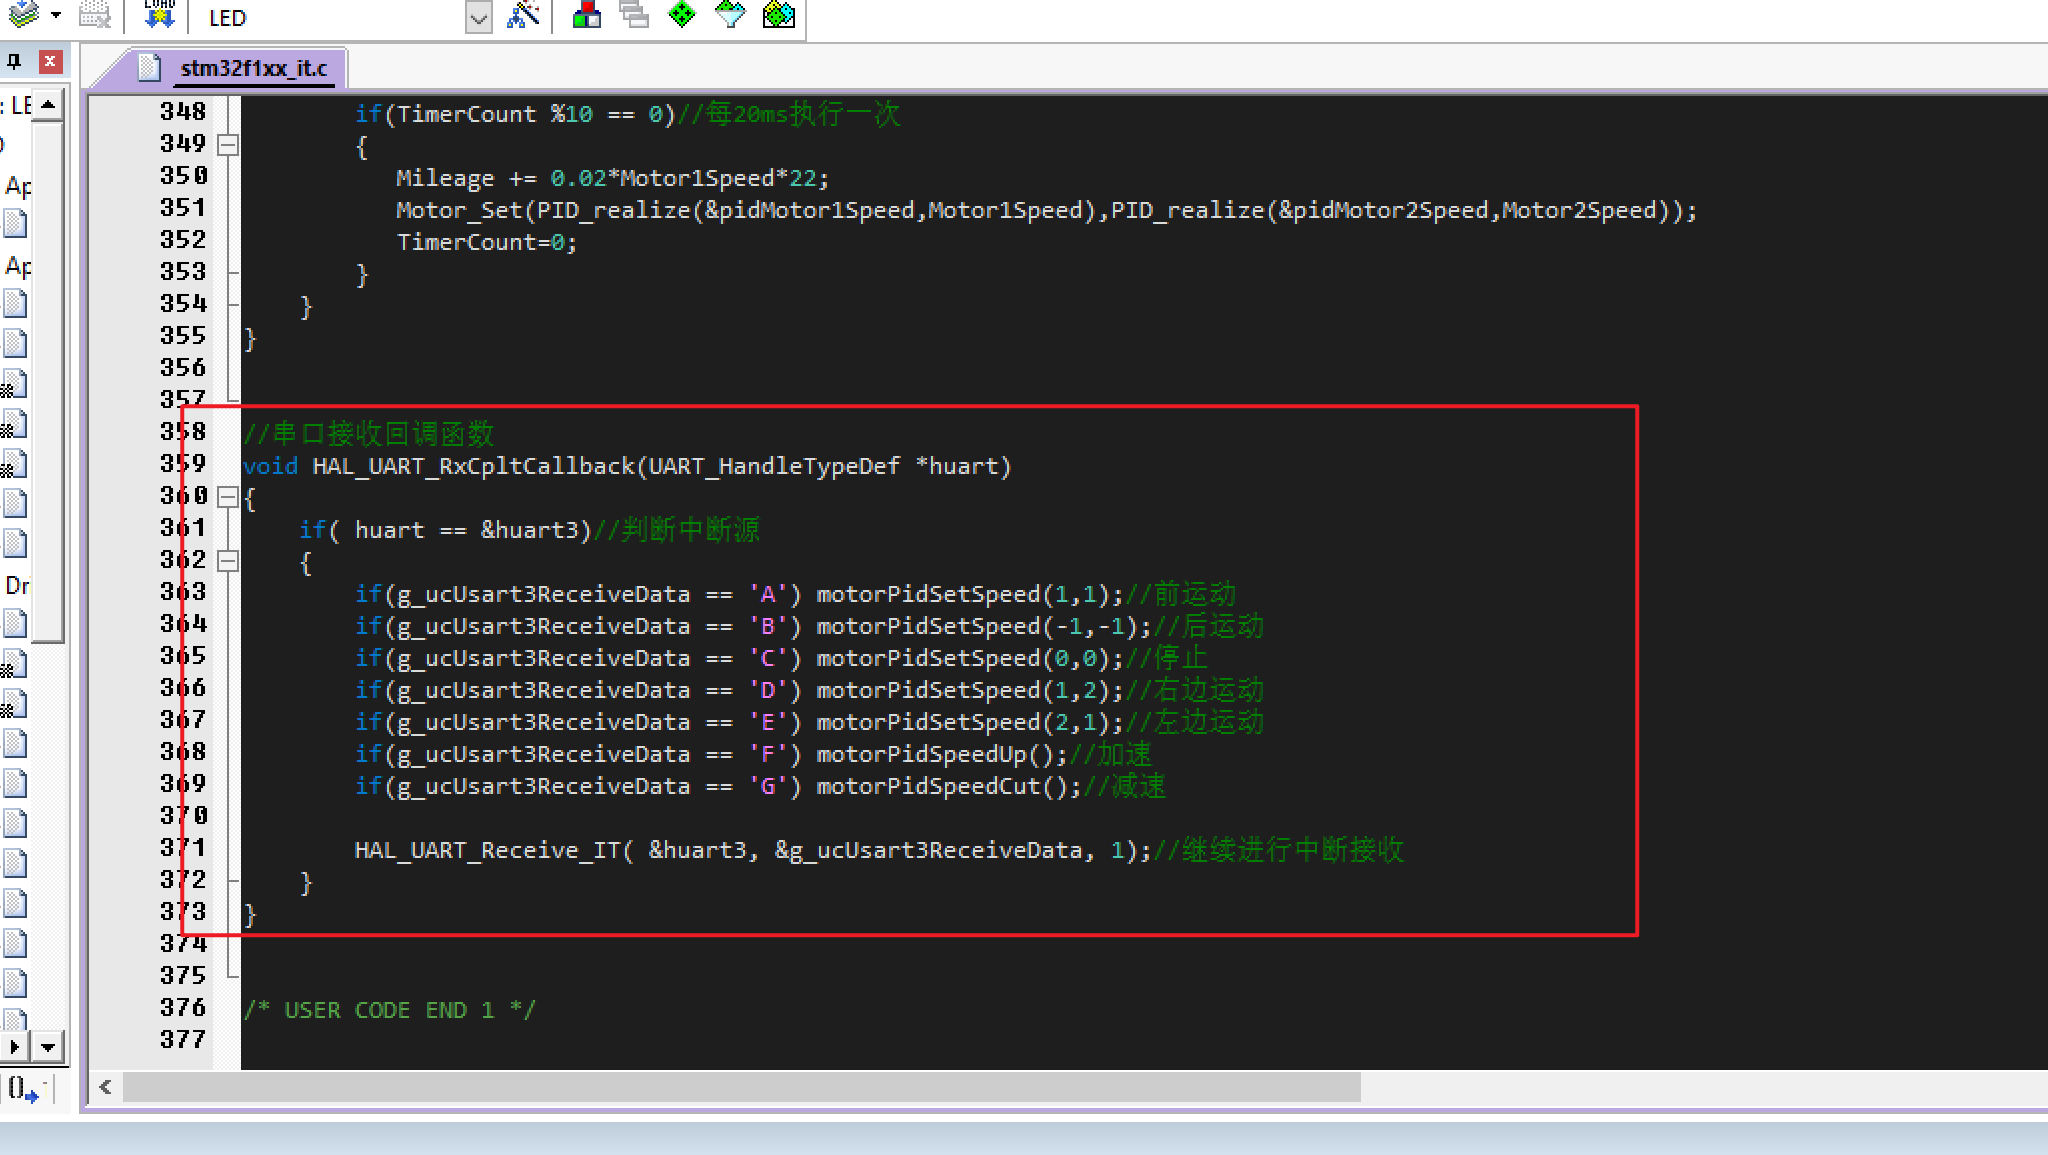 LOAD
LED
stm32f1xx_it.c
: LE
348 if(TimerCount %10 == 0)//每20ms执行一次
349 {
Ap
350 Mileage += 0.02*Motor1Speed*22;
351 Motor_Set(PID_realize(&pidMotor1Speed,Motor1Speed),PID_realize(&pidMotor2Speed,Motor2Speed));
352 TimerCount=0;
Ap
353 }
354 }
355 }
356
357
358 //串口接收回调函数
359 void HAL_UART_RxCpltCallback(UART_HandleTypeDef *huart)
360 {
361 if( huart == &huart3)//判断中断源
362 {
Dri
363 if(g_ucUsart3ReceiveData == 'A') motorPidSetSpeed(1,1);//前运动
364 if(g_ucUsart3ReceiveData == 'B') motorPidSetSpeed(-1,-1);//后运动
365 if(g_ucUsart3ReceiveData == 'C') motorPidSetSpeed(0,0);//停止
366 if(g_ucUsart3ReceiveData == 'D') motorPidSetSpeed(1,2);//右边运动
367 if(g_ucUsart3ReceiveData == 'E') motorPidSetSpeed(2,1);//左边运动
368 if(g_ucUsart3ReceiveData == 'F') motorPidSpeedUp();//加速
369 if(g_ucUsart3ReceiveData == 'G') motorPidSpeedCut();//减速
370
371 HAL_UART_Receive_IT( &huart3, &g_ucUsart3ReceiveData, 1);//继续进行中断接收
372 }
373 }
374
375
376 /* USER CODE END 1 */
377